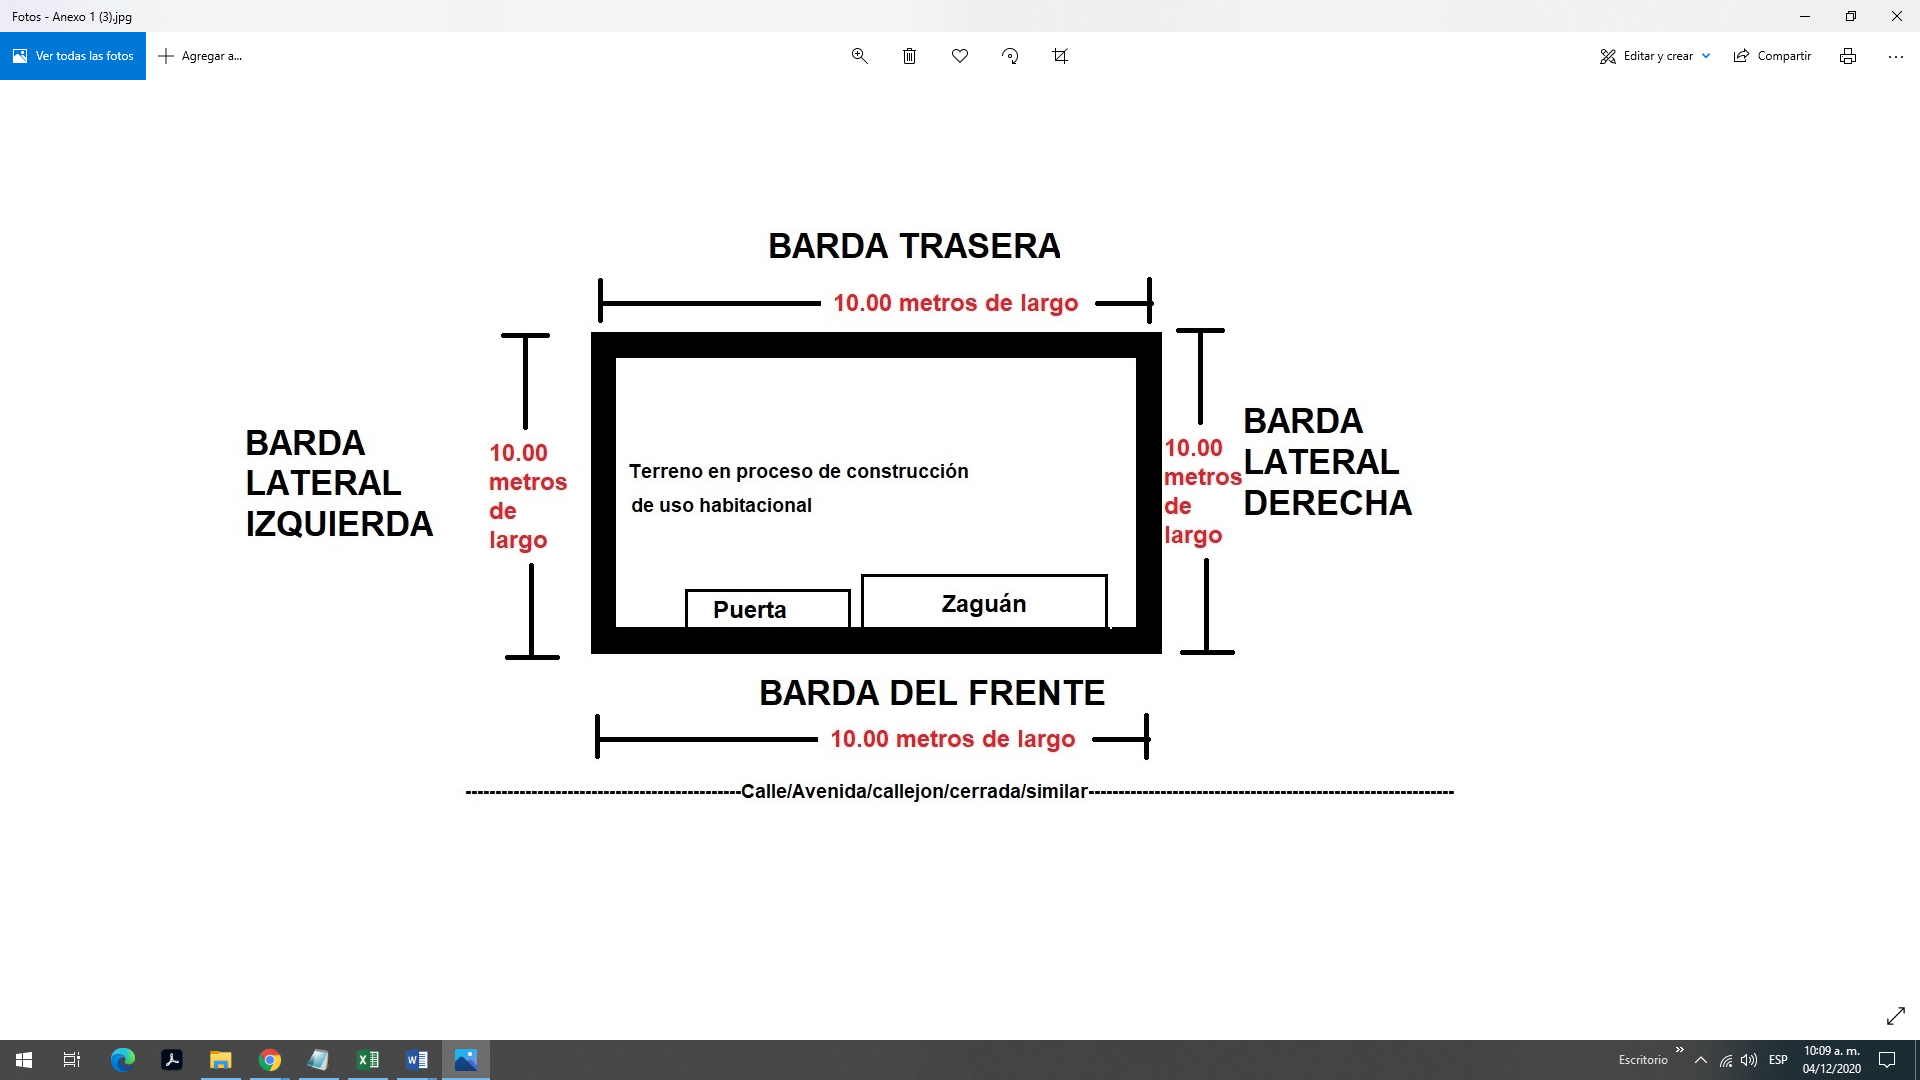 Fotos - Anexo 1 (3).jpg
Ver todas las fotos
Agregar a...
Editar y crear
Compartir
BARDA TRASERA
10.00 metros de largo
BARDA
LATERAL
IZQUIERDA
10.00
metros
de
largo
Terreno en proceso de construcción
de uso habitacional
10.00
metros
de
largo
BARDA
LATERAL
DERECHA
Puerta
Zaguán
BARDA DEL FRENTE
10.00 metros de largo
----------------------------------------------Calle/Avenida/callejon/cerrada/similar-------------------------------------------------------------
Escritorio
ESP
10:09 a. m.
04/12/2020